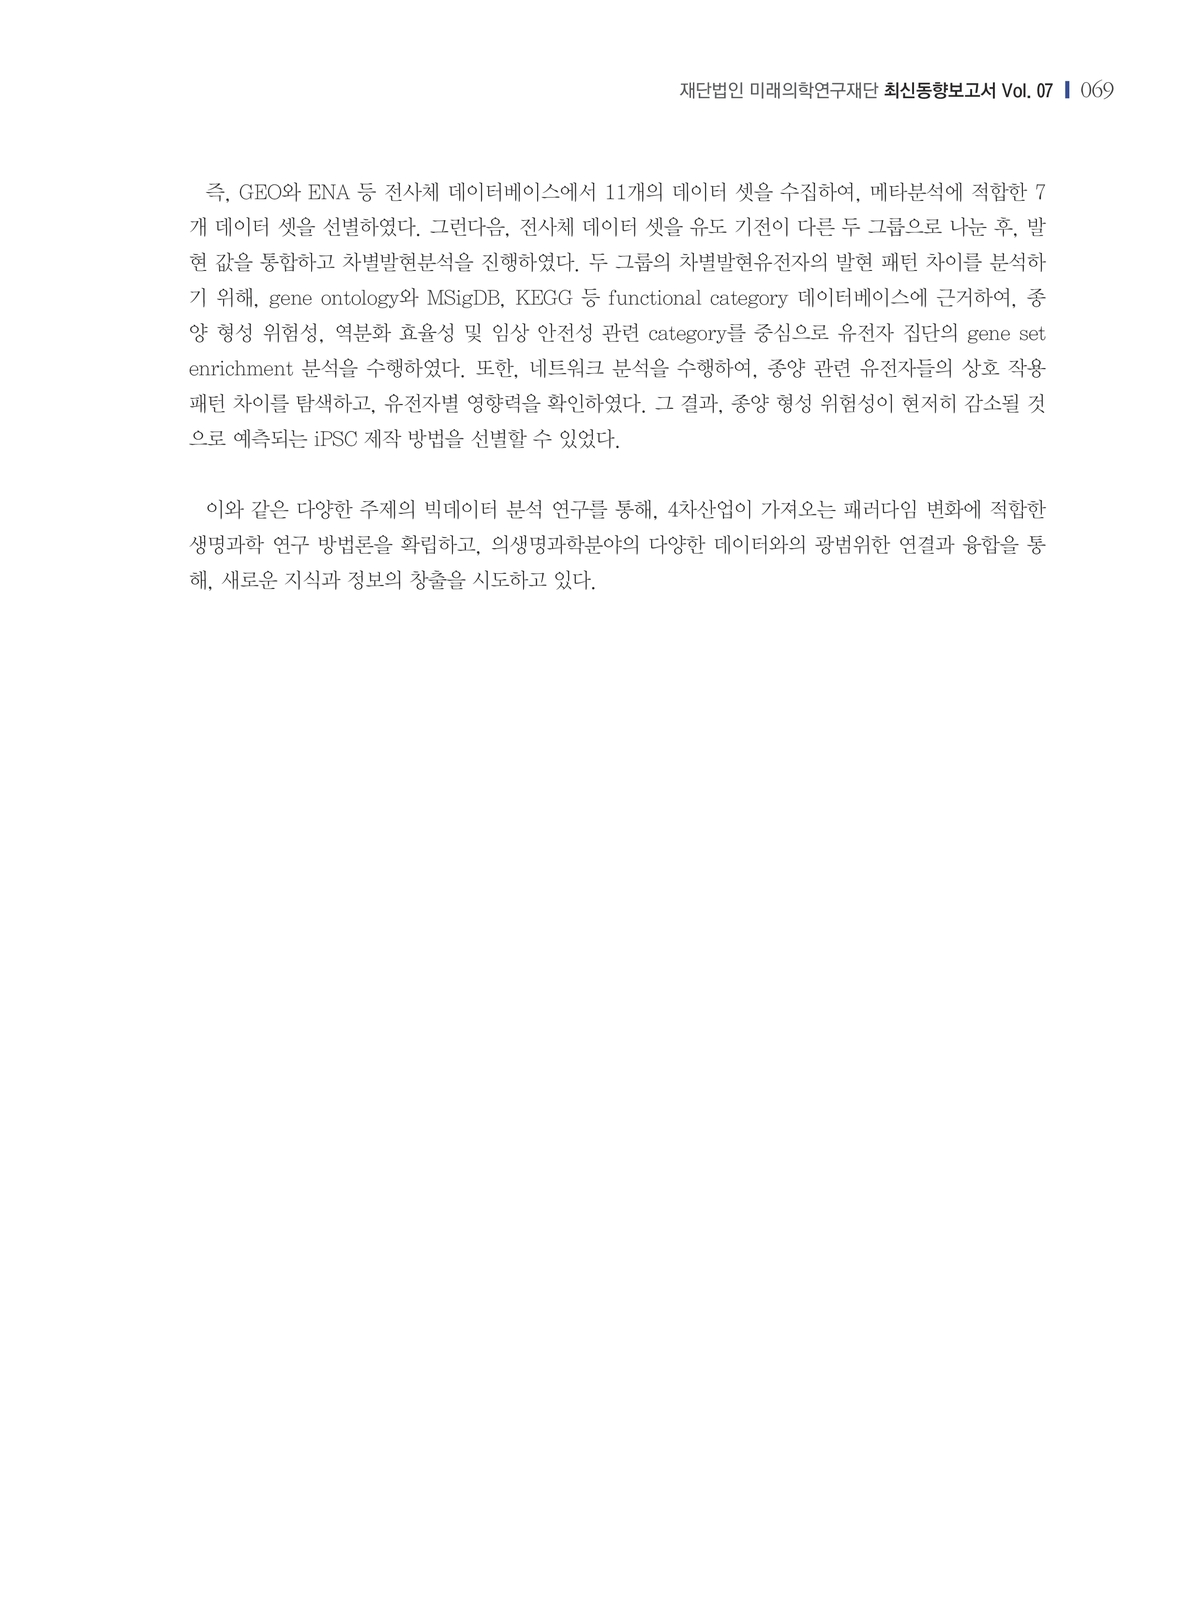 재단법인 미래의학연구재단 최신동향보고서 Vol. 07 069
즉, GEO와 ENA 등 전사체 데이터베이스에서 11개의 데이터 셋을 수집하여, 메타분석에 적합한 7
개 데이터 셋을 선별하였다. 그런다음, 전사체 데이터 셋을 유도 기전이 다른 두 그룹으로 나눈 후, 발
현 값을 통합하고 차별발현분석을 진행하였다. 두 그룹의 차별발현유전자의 발현 패턴 차이를 분석하
기 위해, gene ontology와 MSigDB, KEGG 등 functional category 데이터베이스에 근거하여, 종
양 형성 위험성, 역분화 효율성 및 임상 안전성 관련 category를 중심으로 유전자 집단의 gene set
enrichment 분석을 수행하였다. 또한, 네트워크 분석을 수행하여, 종양 관련 유전자들의 상호 작용
패턴 차이를 탐색하고, 유전자별 영향력을 확인하였다. 그 결과, 종양 형성 위험성이 현저히 감소될 것
으로 예측되는 iPSC 제작 방법을 선별할 수 있었다.
이와 같은 다양한 주제의 빅데이터 분석 연구를 통해, 4차산업이 가져오는 패러다임 변화에 적합한
생명과학 연구 방법론을 확립하고, 의생명과학분야의 다양한 데이터와의 광범위한 연결과 융합을 통
해, 새로운 지식과 정보의 창출을 시도하고 있다.